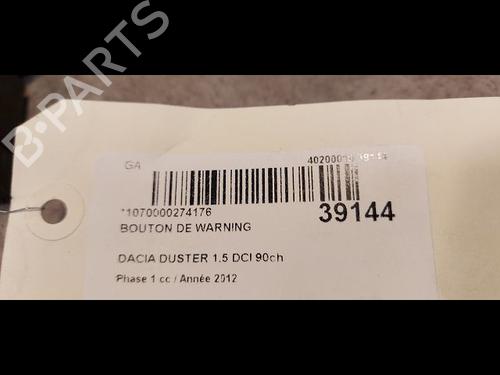 B-PARTS
GA
*1070000274176
39144
BOUTON DE WARNING
DACIA DUSTER 1.5 DCI 90ch
Phase 1 cc / Année 2012